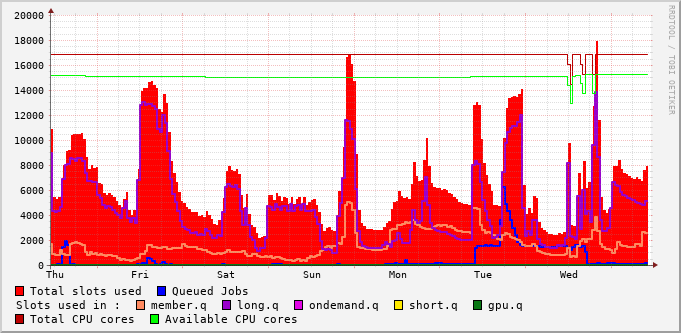 20000
18000
16000
14000
12000
10000
8000
6000
4000
2000
0
Thu Fri Sat Sun Mon Tue Wed
RRDTOOL / TOBI OETIKER
Total slots used Queued Jobs
Slots used in : member.q long.q ondemand.q short.q gpu.q
Total CPU cores Available CPU cores